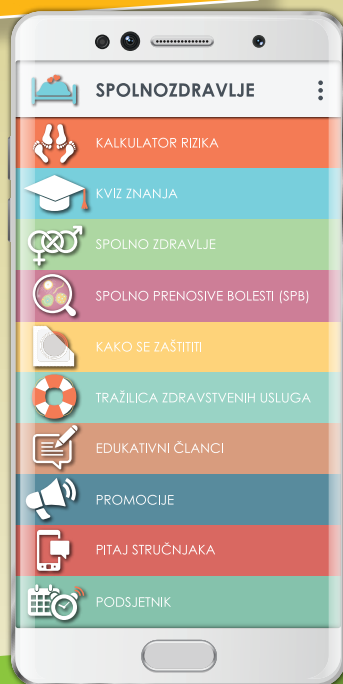 SPOLNOZDRAVLJE
KALKULATOR RIZIKA
KVIZ ZNANJA
SPOLNO ZDRAVLJE
SPOLNO PRENOSIVE BOLESTI (SPB)
KAKO SE ZAŠTITITI
TRAŽILICA ZDRAVSTVENIH USLUGA
EDUKATIVNI ČLANCI
PROMOCIJE
PITAJ STRUČNJAKA
PODSJETNIK